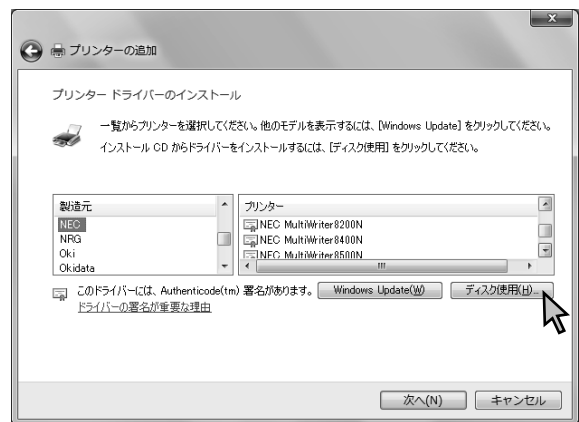 プリンターの追加
プリンター ドライバーのインストール
一覧からプリンターを選択してください。他のモデルを表示するには、[Windows Update] をクリックしてください。
インストール CD からドライバーをインストールするには、[ディスク使用] をクリックしてください。
製造元
NEC
NRG
Oki
Okidata
プリンター
NEC MultiWriter8200N
NEC MultiWriter8400N
NEC MultiWriter8500N
このドライバーには、Authenticode(tm) 署名があります。
Windows Update(W)
ディスク使用(H)...
ドライバーの署名が重要な理由
次へ(N)
キャンセル